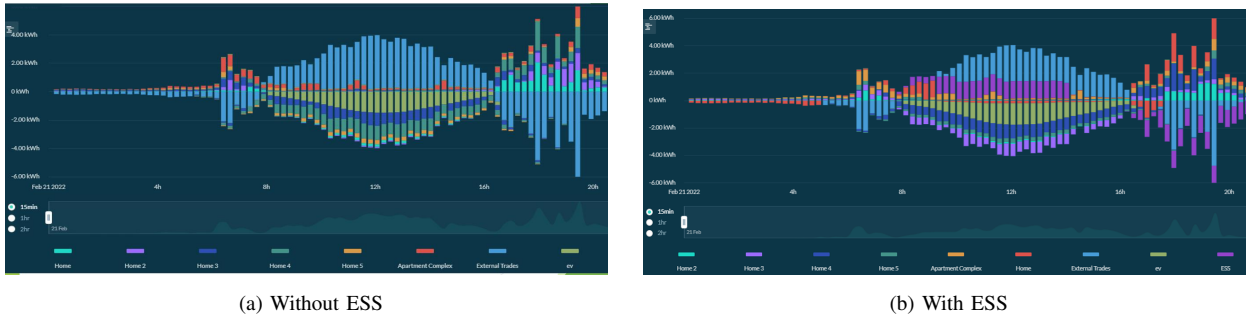 4.00 kWh
2.00 kWh
0 kWh
-2.00 kWh
-4.00 kWh
-6.00 kWh
Feb 21 2022 4h 8h 12h 16h 20h
15min
1hr
2hr
21 Feb
Home Home 2 Home 3 Home 4 Home 5 Apartment Complex External Trades ev
(a) Without ESS
6.00 kWh
4.00 kWh
2.00 kWh
0 kWh
-2.00 kWh
-4.00 kWh
-6.00 kWh
Feb 21 2022 4h 8h 12h 16h 20h
15min
1hr
2hr
21 Feb
Home 2 Home 3 Home 4 Home 5 Apartment Complex Home External Trades ev ESS
(b) With ESS